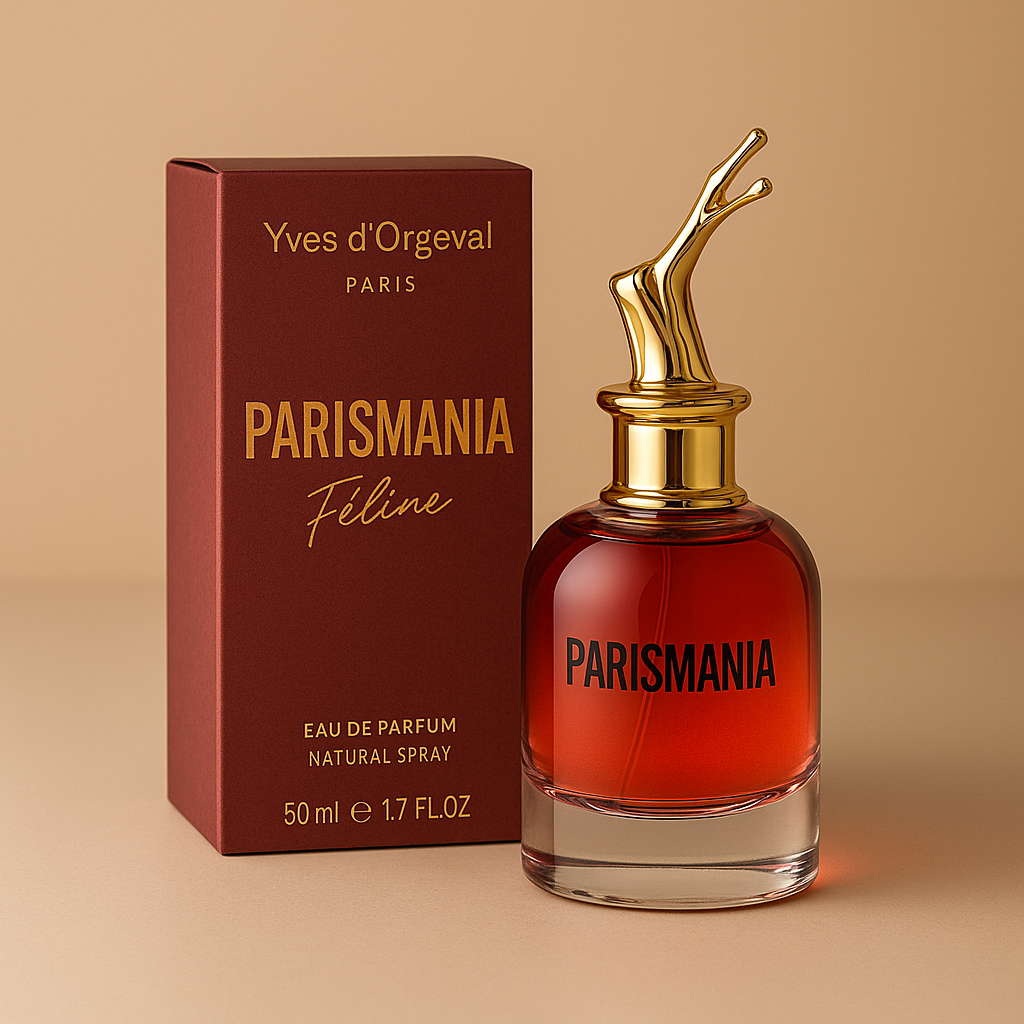 Yves d'Orgeval
PARIS
PARISMANIA
Féline
EAU DE PARFUM
NATURAL SPRAY
50 ml ℮ 1.7 FL.OZ
PARISMANIA